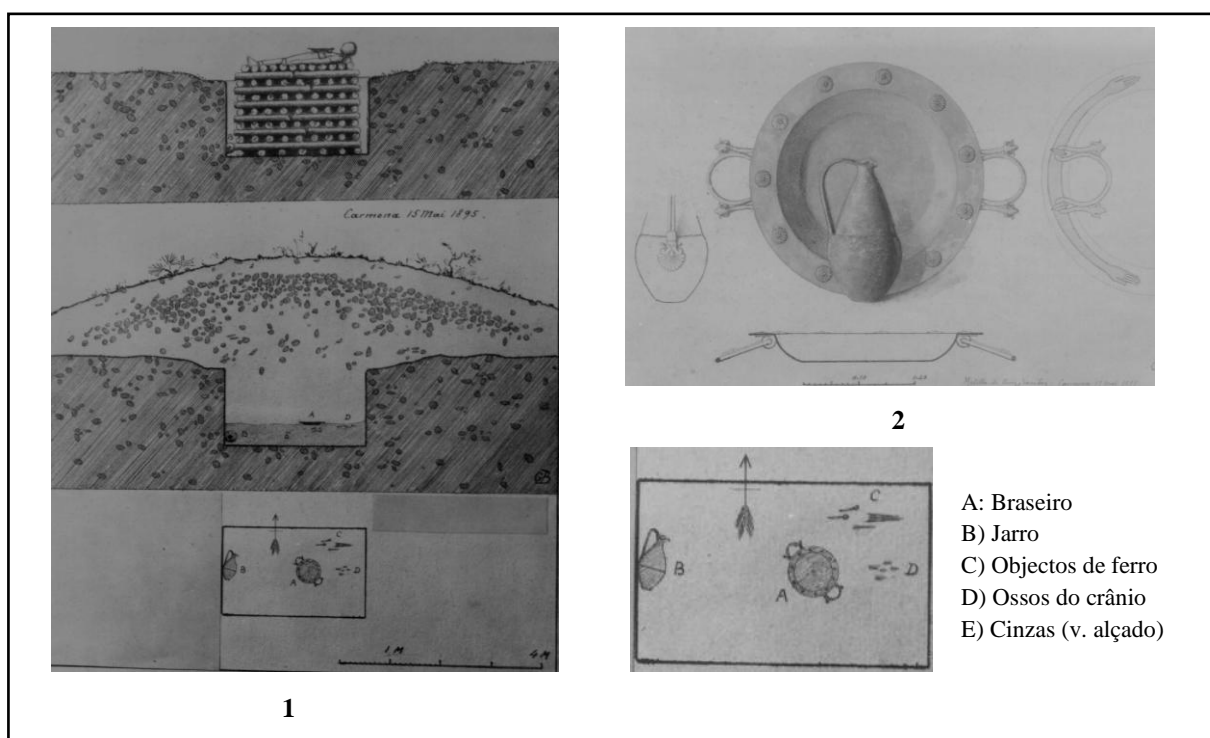 Carmona 15 Mai 1895.
A
D
E
C
A
B
D
1 M
4 M
1
2
C
B
A
D
A: Braseiro
B) Jarro
C) Objectos de ferro
D) Ossos do crânio
E) Cinzas (v. alçado)